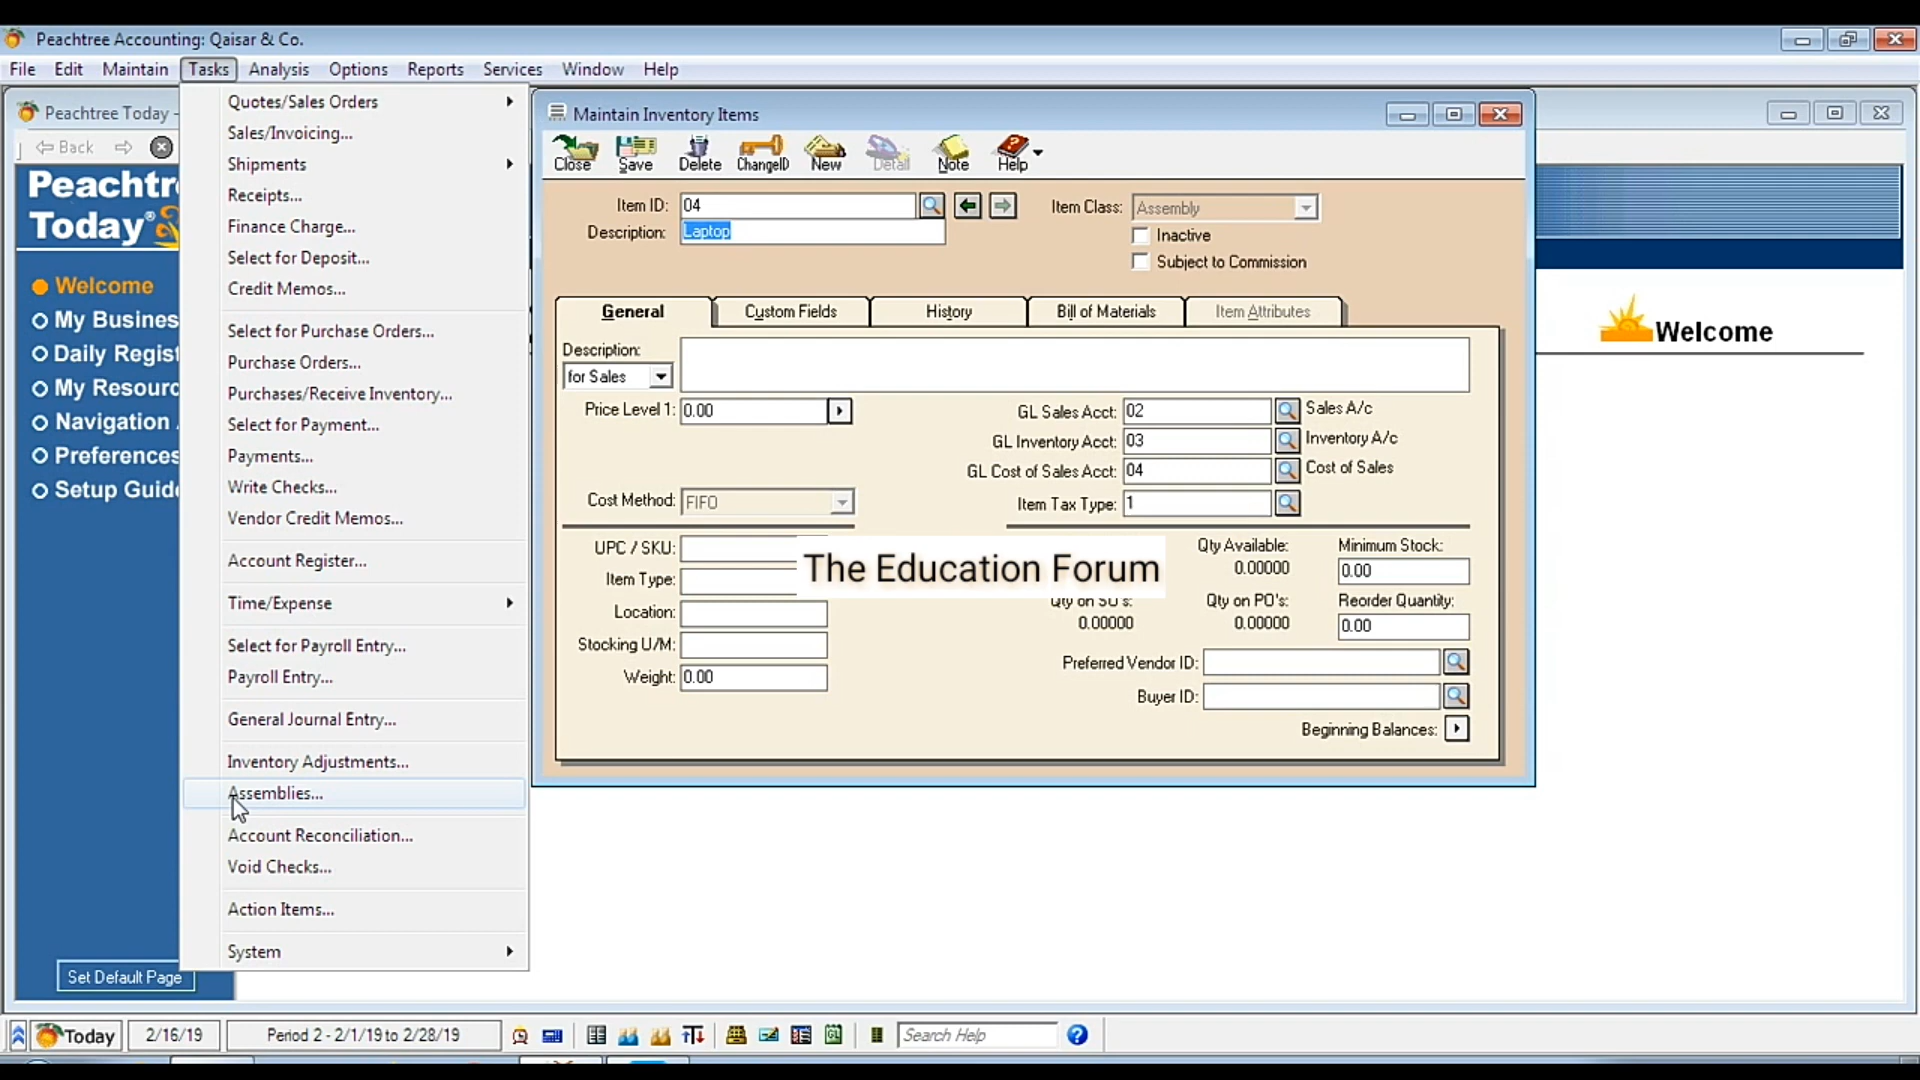 Peachtree Accounting: Qaisar & Co.
File Edit Maintain Tasks Analysis Options Reports Services Window Help
Peachtree Today -
Back
Peachtr
Today®
Welcome
My Busines
Daily Regist
My Resourc
Navigation
Preferences
Setup Guide
Set Default Page
Quotes/Sales Orders
Sales/Invoicing...
Shipments
Receipts...
Finance Charge...
Select for Deposit...
Credit Memos...
Select for Purchase Orders...
Purchase Orders...
Purchases/Receive Inventory...
Select for Payment...
Payments...
Write Checks...
Vendor Credit Memos...
Account Register...
Time/Expense
Select for Payroll Entry...
Payroll Entry...
General Journal Entry...
Inventory Adjustments...
Assemblies...
Account Reconciliation...
Void Checks...
Action Items...
System
Maintain Inventory Items
Close Save Delete ChangeID New Detail Note Help
Item ID: 04
Description: Laptop
Item Class: Assembly
Inactive
Subject to Commission
General Custom Fields History Bill of Materials Item Attributes
Description:
for Sales
Price Level 1: 0.00
GL Sales Acct: 02 Sales A/c
GL Inventory Acct: 03 Inventory A/c
GL Cost of Sales Acct: 04 Cost of Sales
Cost Method: FIFO
Item Tax Type: 1
UPC / SKU:
Item Type:
Location:
Stocking U/M:
Weight: 0.00
The Education Forum
Qty Available: Minimum Stock:
0.00000 0.00
Qty on SO's: Qty on PO's: Reorder Quantity:
0.00000 0.00000 0.00
Preferred Vendor ID:
Buyer ID:
Beginning Balances:
Welcome
Today 2/16/19 Period 2 - 2/1/19 to 2/28/19 Search Help